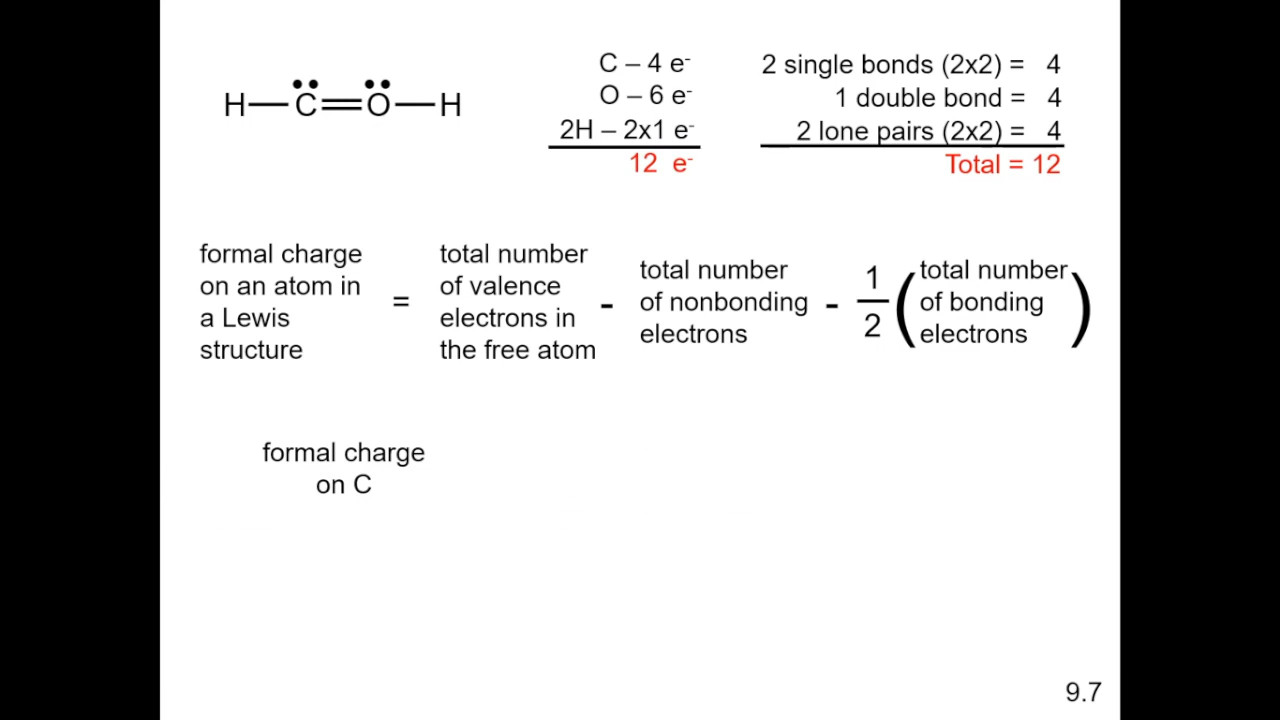 H—C═O—H
C – 4 e⁻
O – 6 e⁻
2H – 2x1 e⁻
12 e⁻
2 single bonds (2x2) = 4
1 double bond = 4
2 lone pairs (2x2) = 4
Total = 12
formal charge
on an atom in
a Lewis
structure
=
total number
of valence
electrons in
the free atom
-
total number
of nonbonding
electrons
-
1
2
(
total number
of bonding
electrons
)
formal charge
on C
9.7